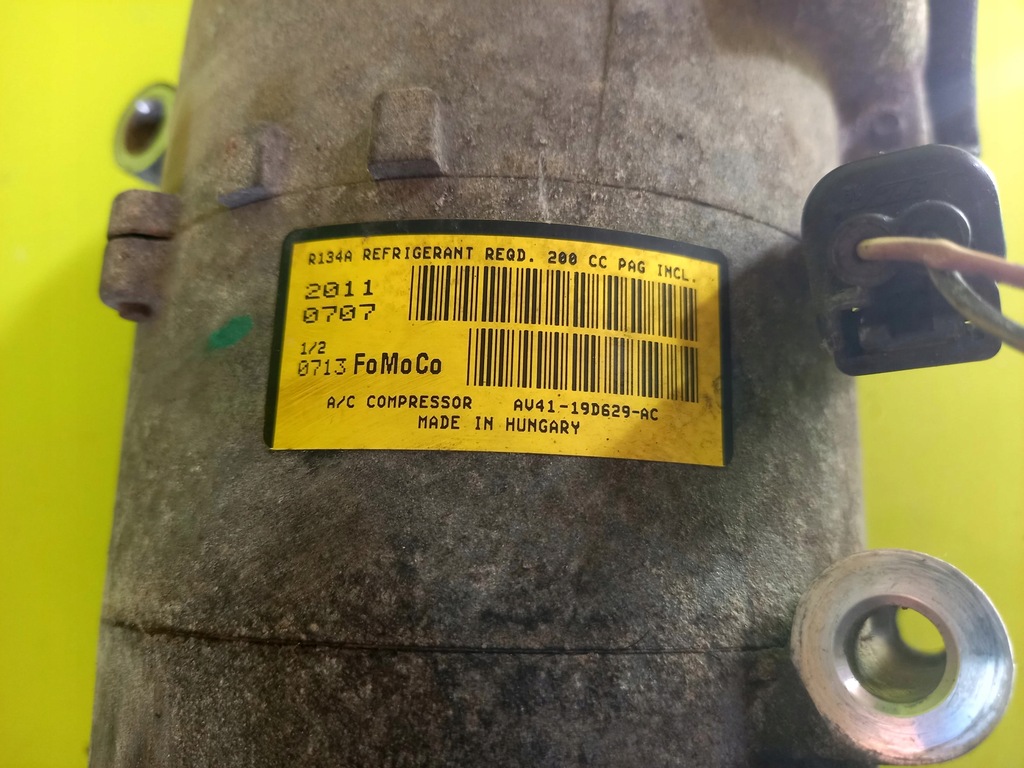 R134A REFRIGERANT REQD. 200 CC PAG INCL.
2011
0707
1/2
0713 FoMoCo
A/C COMPRESSOR AV41-19D629-AC
MADE IN HUNGARY